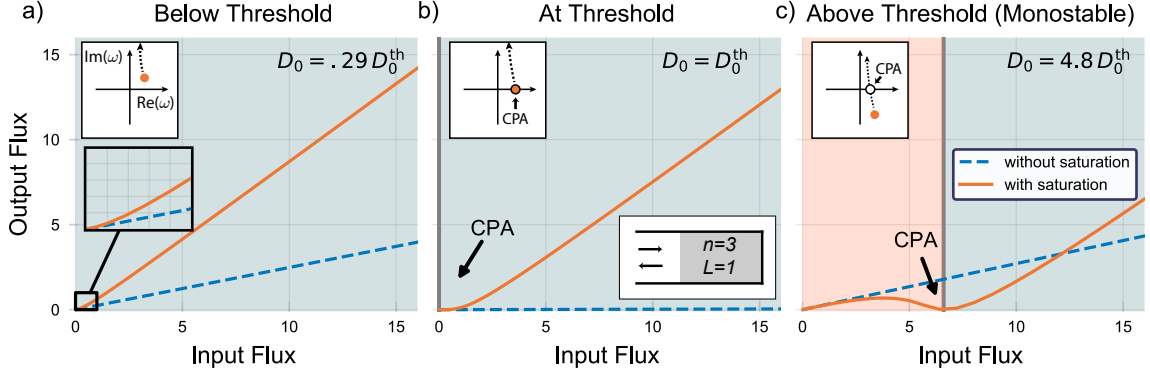 a) Below Threshold
b) At Threshold
c) Above Threshold (Monostable)
Output Flux
15
10
5
0
Im(ω)
Re(ω)
D₀ = .29 D₀ᵗʰ
0 5 10 15
Input Flux
CPA
D₀ = D₀ᵗʰ
CPA
n=3
L=1
0 5 10 15
Input Flux
CPA
D₀ = 4.8 D₀ᵗʰ
without saturation
with saturation
CPA
0 5 10 15
Input Flux